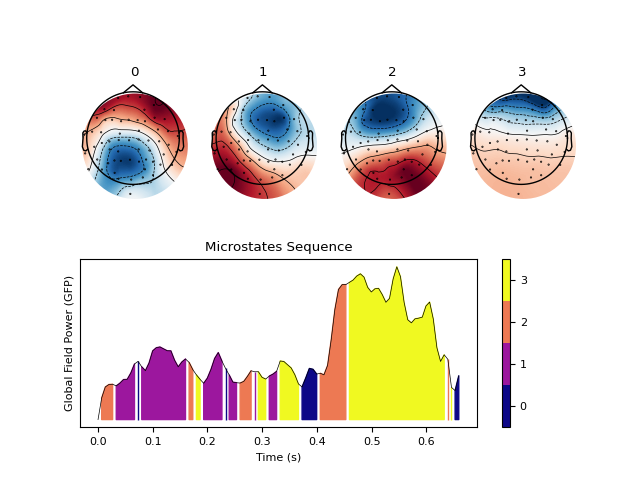 0 1 2 3
Microstates Sequence
Global Field Power (GFP)
3
2
1
0
0.0 0.1 0.2 0.3 0.4 0.5 0.6
Time (s)